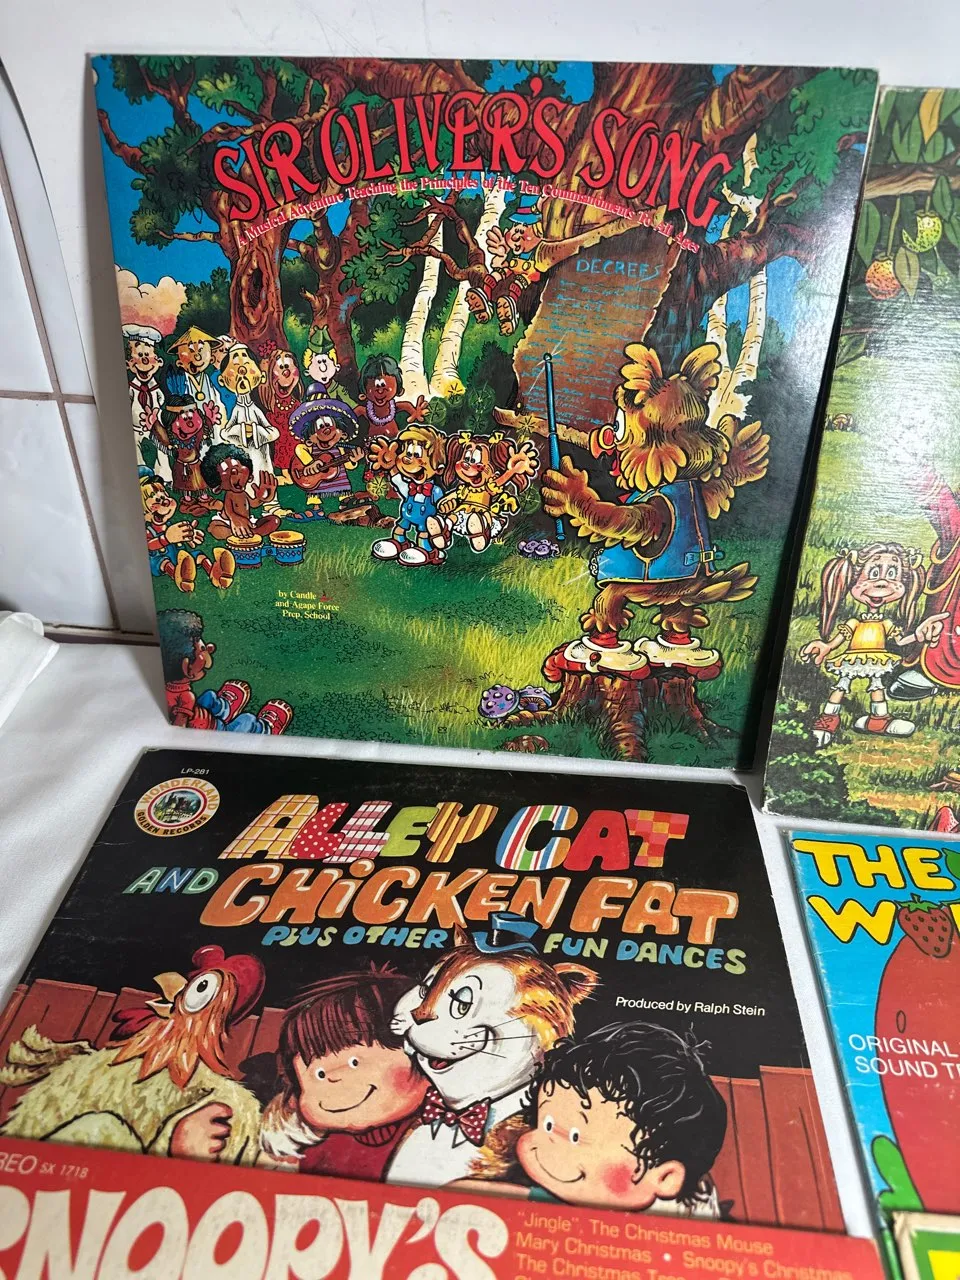 SIR OLIVER'S SONG
A Musical Adventure Teaching the Principles of the Ten Commandments To All Ages
DECREES
by Candle
and Agape Force
Prep. School
LP-281
WONDERLAND
GOLDEN RECORDS
ALLEY CAT
AND CHiCKEN FAT
PLUS OTHER FUN DANCES
Produced by Ralph Stein
THE
W
ORIGINAL
SOUND T
REO SX 1718
SNOOPY'S
"Jingle", The Christmas Mouse
Mary Christmas • Snoopy's Christmas
The Christmas Tree